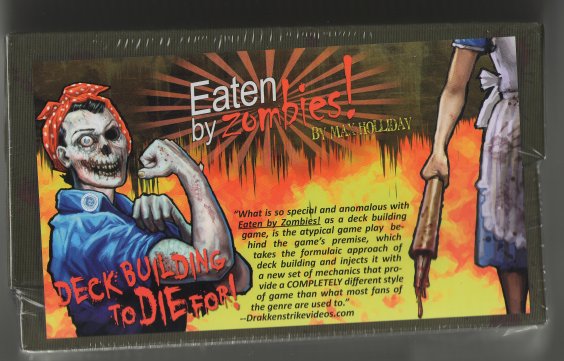 Eaten
by zombies!
BY MAX HOLLIDAY
"What is so special and anomalous with
Eaten by Zombies! as a deck building
game, is the atypical game play be-
hind the game's premise, which
takes the formulaic approach of
deck building and injects it with
a new set of mechanics that pro-
vide a COMPLETELY different style
of game than what most fans of
the genre are used to."
--Drakkenstrikevideos.com
DECK BUILDING
TO DIE FOR!